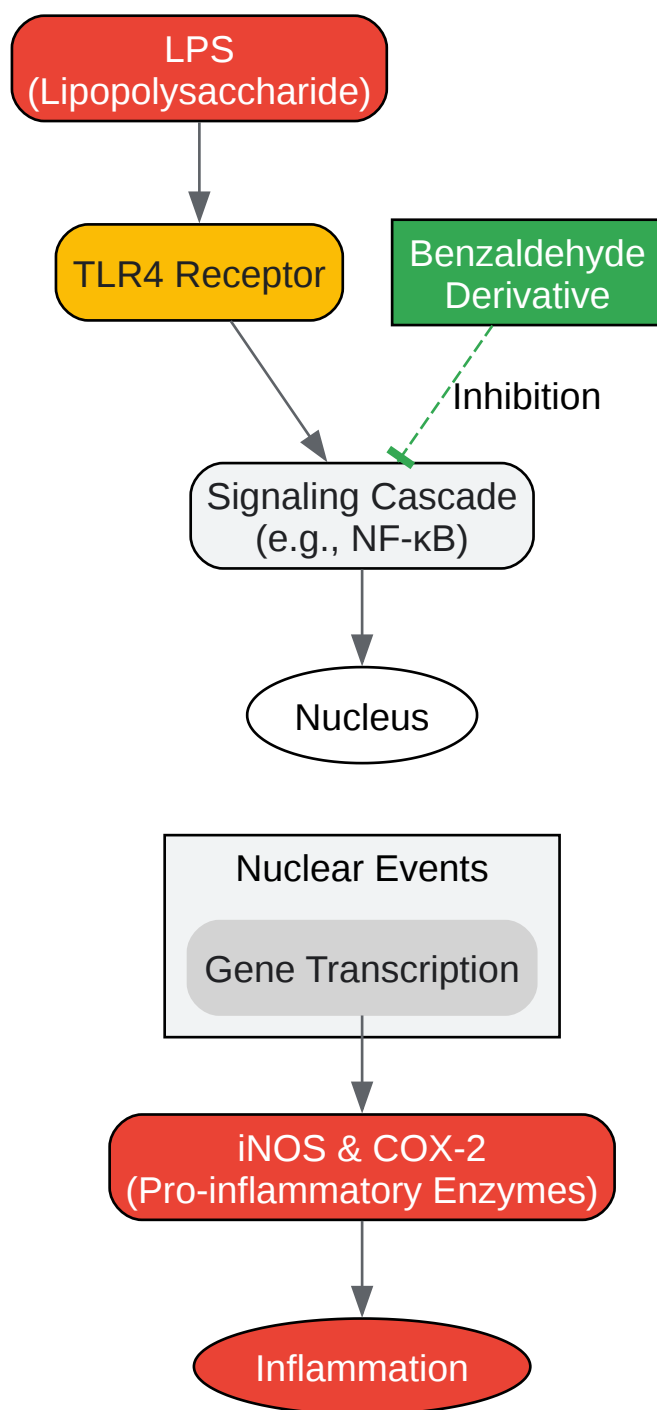 LPS
(Lipopolysaccharide)
TLR4 Receptor
Benzaldehyde
Derivative
Inhibition
Signaling Cascade
(e.g., NF-κB)
Nucleus
Nuclear Events
Gene Transcription
iNOS & COX-2
(Pro-inflammatory Enzymes)
Inflammation